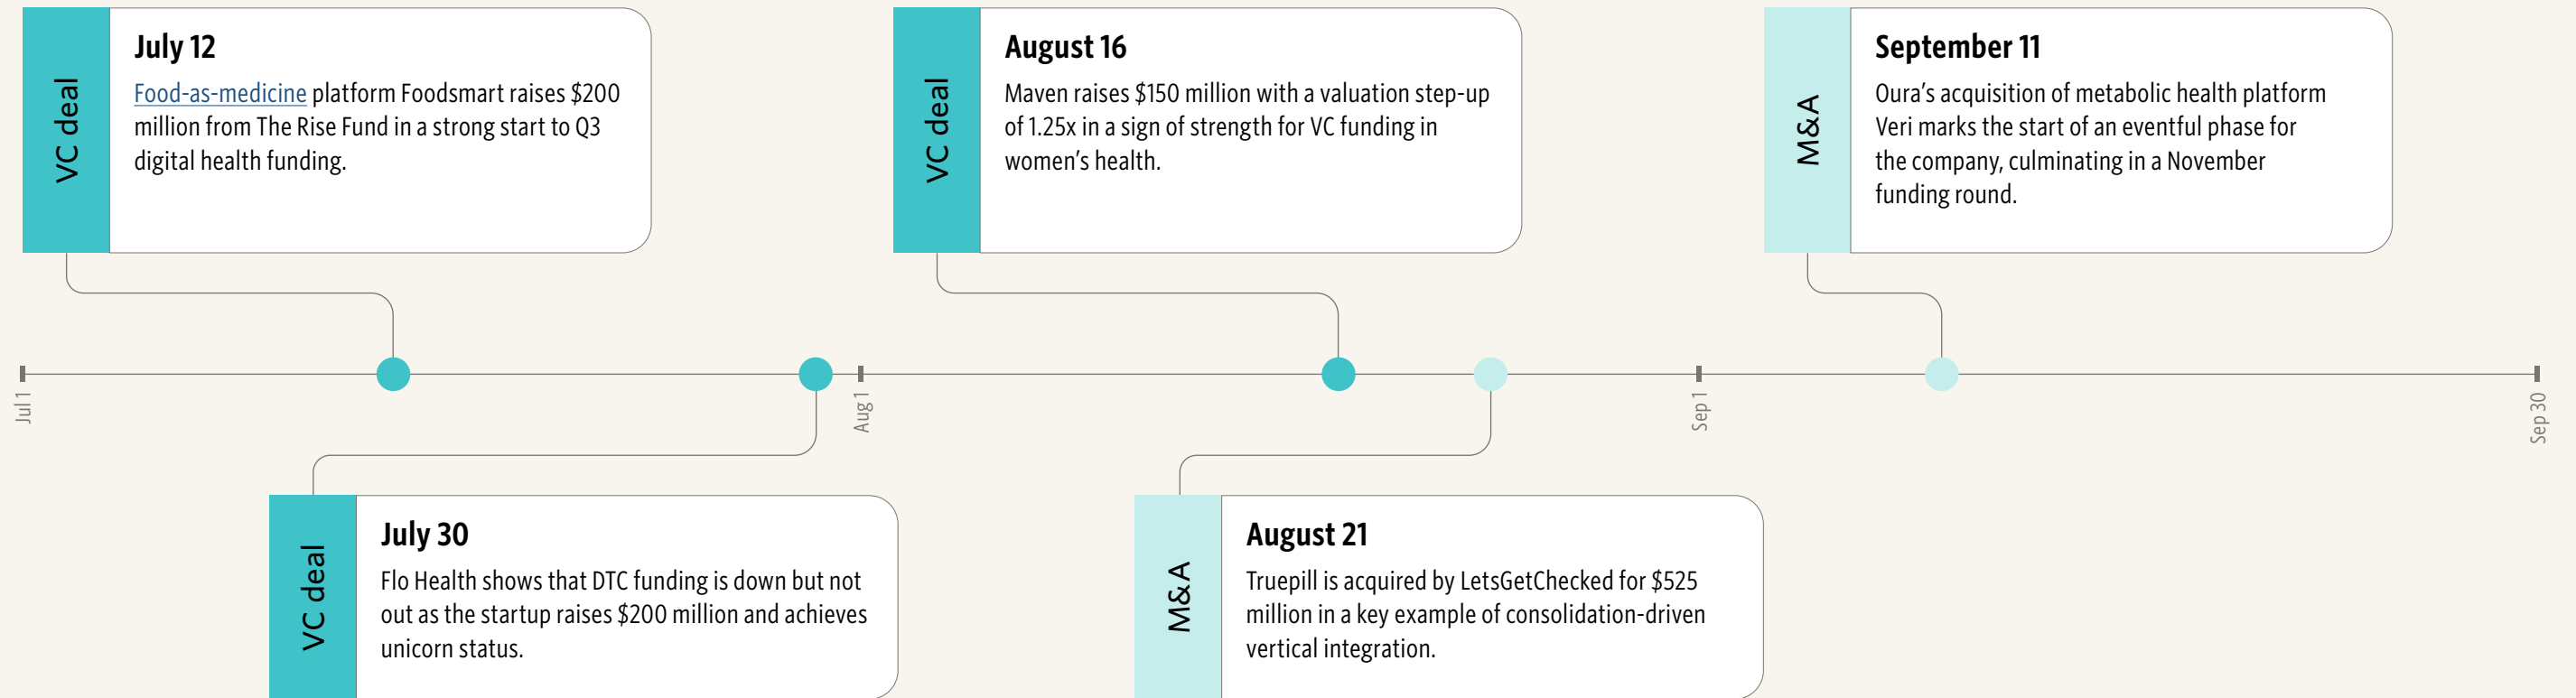 VC deal
July 12
Food-as-medicine platform Foodsmart raises $200
million from The Rise Fund in a strong start to Q3
digital health funding.
VC deal
August 16
Maven raises $150 million with a valuation step-up
of 1.25x in a sign of strength for VC funding in
women's health.
M&A
September 11
Oura's acquisition of metabolic health platform
Veri marks the start of an eventful phase for
the company, culminating in a November
funding round.
Jul 1
Aug 1
Sep 1
Sep 30
VC deal
July 30
Flo Health shows that DTC funding is down but not
out as the startup raises $200 million and achieves
unicorn status.
M&A
August 21
Truepill is acquired by LetsGetChecked for $525
million in a key example of consolidation-driven
vertical integration.